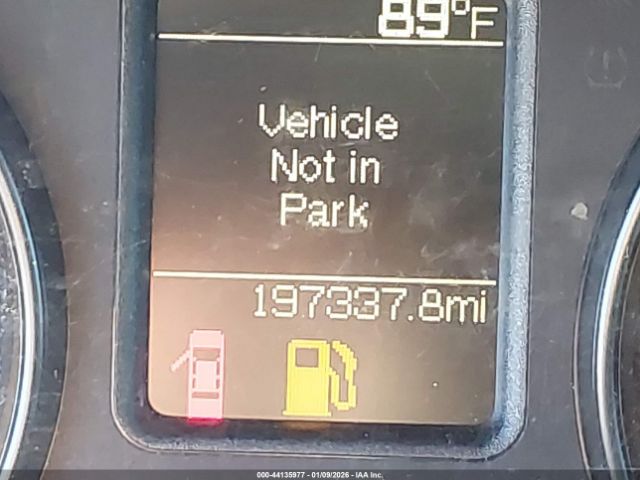 89°F
Vehicle
Not in
Park
197337.8mi
000-44135977 - 01/09/2026 - IAA Inc.